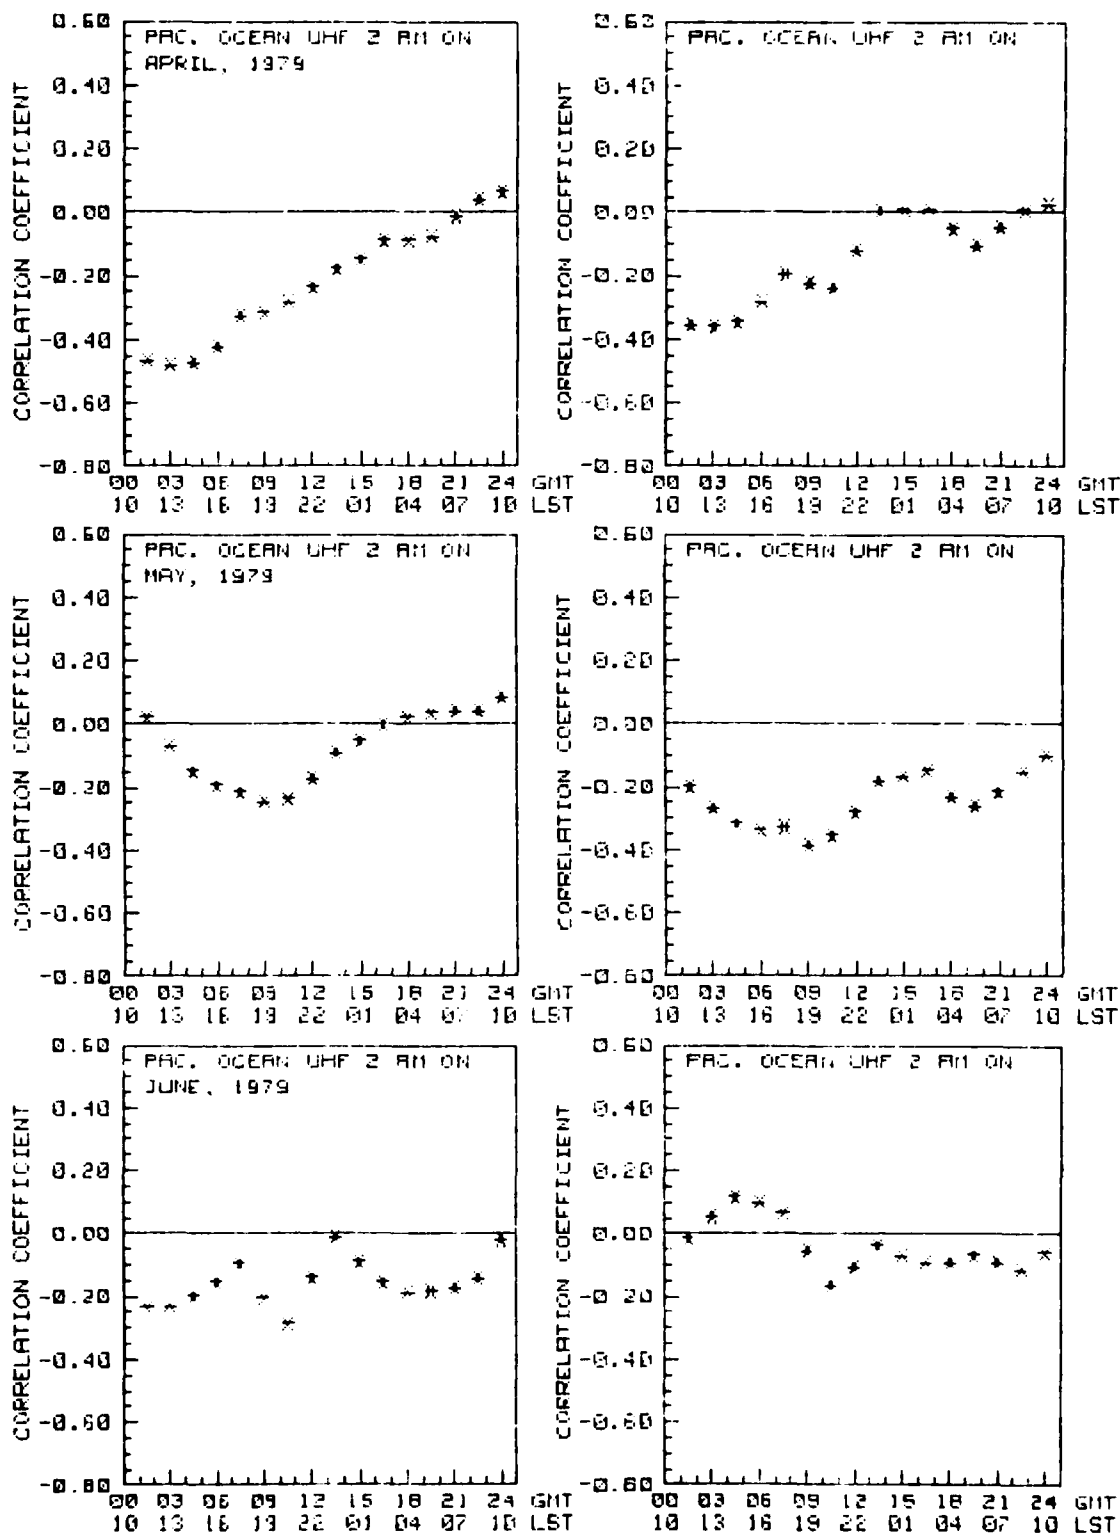 0.60
PAC. OCEAN UHF 2 AM ON
APRIL, 1979
0.40
0.20
0.00
-0.20
-0.40
-0.60
-0.80
CORRELATION COEFFICIENT
00 03 06 09 12 15 18 21 24 GMT
10 13 16 19 22 01 04 07 10 LST
0.60
PAC. OCEAN UHF 2 AM ON
0.40
0.20
0.00
-0.20
-0.40
-0.60
-0.80
CORRELATION COEFFICIENT
00 03 06 09 12 15 18 21 24 GMT
10 13 16 19 22 01 04 07 10 LST
0.60
PAC. OCEAN UHF 2 AM ON
MAY, 1979
0.40
0.20
0.00
-0.20
-0.40
-0.60
-0.80
CORRELATION COEFFICIENT
00 03 06 09 12 15 18 21 24 GMT
10 13 16 19 22 01 04 07 10 LST
0.60
PAC. OCEAN UHF 2 AM ON
0.40
0.20
0.00
-0.20
-0.40
-0.60
-0.80
CORRELATION COEFFICIENT
00 03 06 09 12 15 18 21 24 GMT
10 13 16 19 22 01 04 07 10 LST
0.60
PAC. OCEAN UHF 2 AM ON
JUNE, 1979
0.40
0.20
0.00
-0.20
-0.40
-0.60
-0.80
CORRELATION COEFFICIENT
00 03 06 09 12 15 18 21 24 GMT
10 13 16 19 22 01 04 07 10 LST
0.60
PAC. OCEAN UHF 2 AM ON
0.40
0.20
0.00
-0.20
-0.40
-0.60
-0.80
CORRELATION COEFFICIENT
00 03 06 09 12 15 18 21 24 GMT
10 13 16 19 22 01 04 07 10 LST